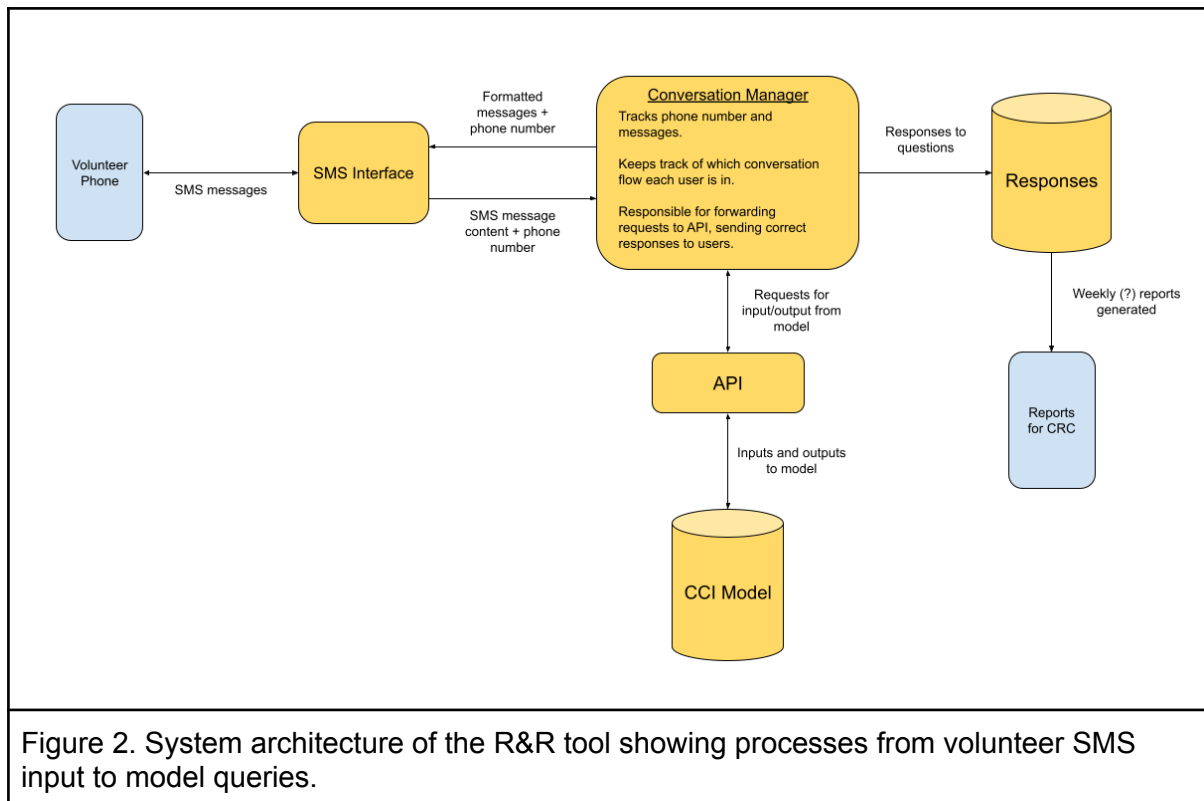 Formatted
messages +
phone number
Conversation Manager
Tracks phone number and
messages.
Keeps track of which conversation
flow each user is in.
Responsible for forwarding
requests to API, sending correct
responses to users.
Responses to
questions
Volunteer
Phone
SMS messages
SMS Interface
SMS message
content + phone
number
Responses
Requests for
input/output from
model
Weekly (?) reports
generated
API
Reports
for CRC
Inputs and outputs
to model
CCI Model
Figure 2. System architecture of the R&R tool showing processes from volunteer SMS
input to model queries.